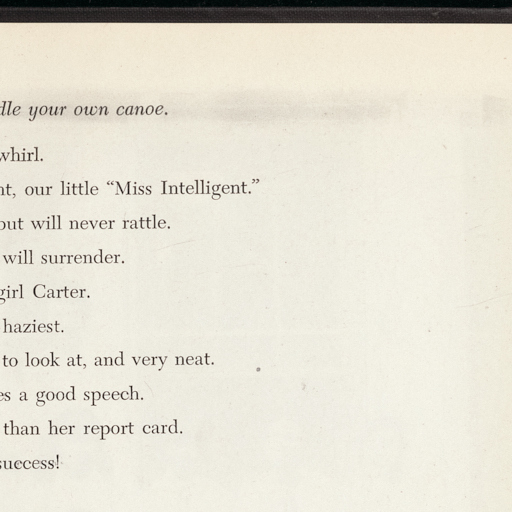 dle your own canoe.
whirl.
nt, our little “Miss Intelligent.”
but will never rattle.
will surrender.
girl Carter.
haziest.
to look at, and very neat.
es a good speech.
than her report card.
success!